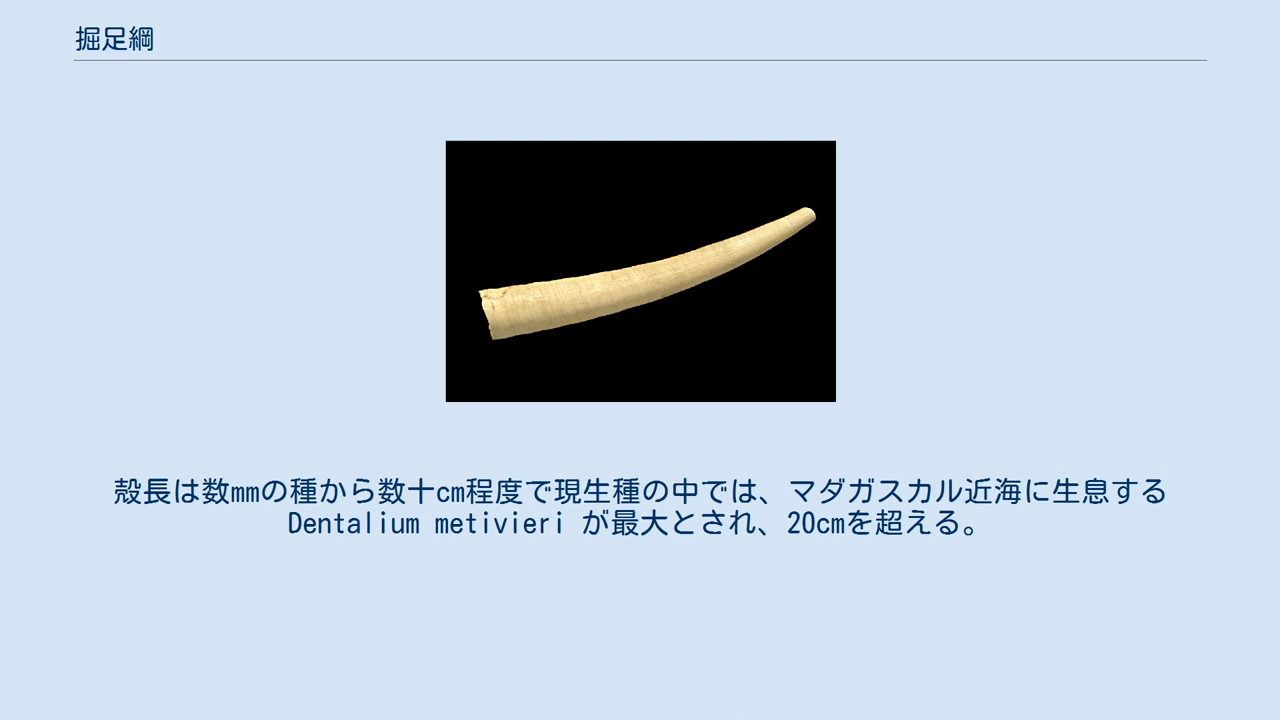 掘足綱
殻長は数mmの種から数十cm程度で現生種の中では、マダガスカル近海に生息する
Dentalium metivieri が最大とされ、20cmを超える。